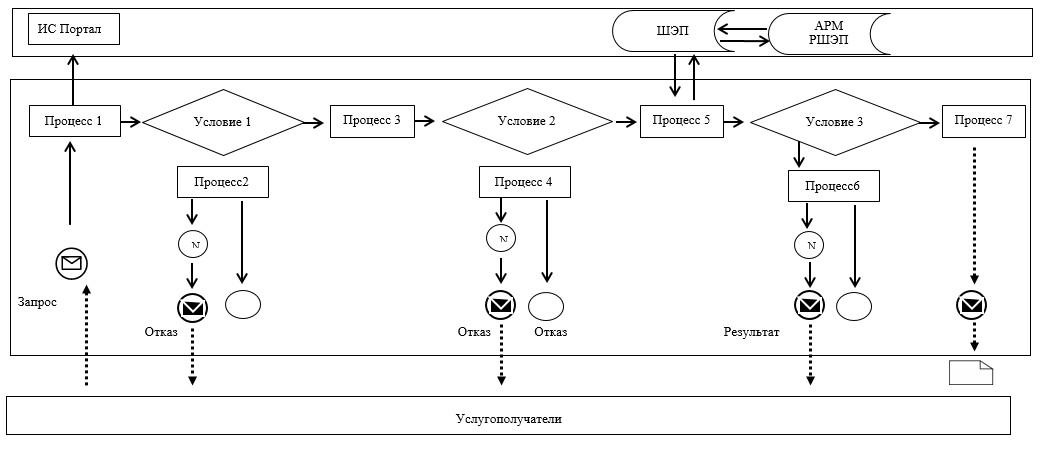 ИС Портал
ШЭП
АРМ
РШЭП
Процесс 1
Условие 1
Процесс 3
Условие 2
Процесс 5
Условие 3
Процесс 7
Процесс2
Процесс 4
Процесс6
N
N
N
Запрос
Отказ
Отказ
Отказ
Результат
Услугополучатели